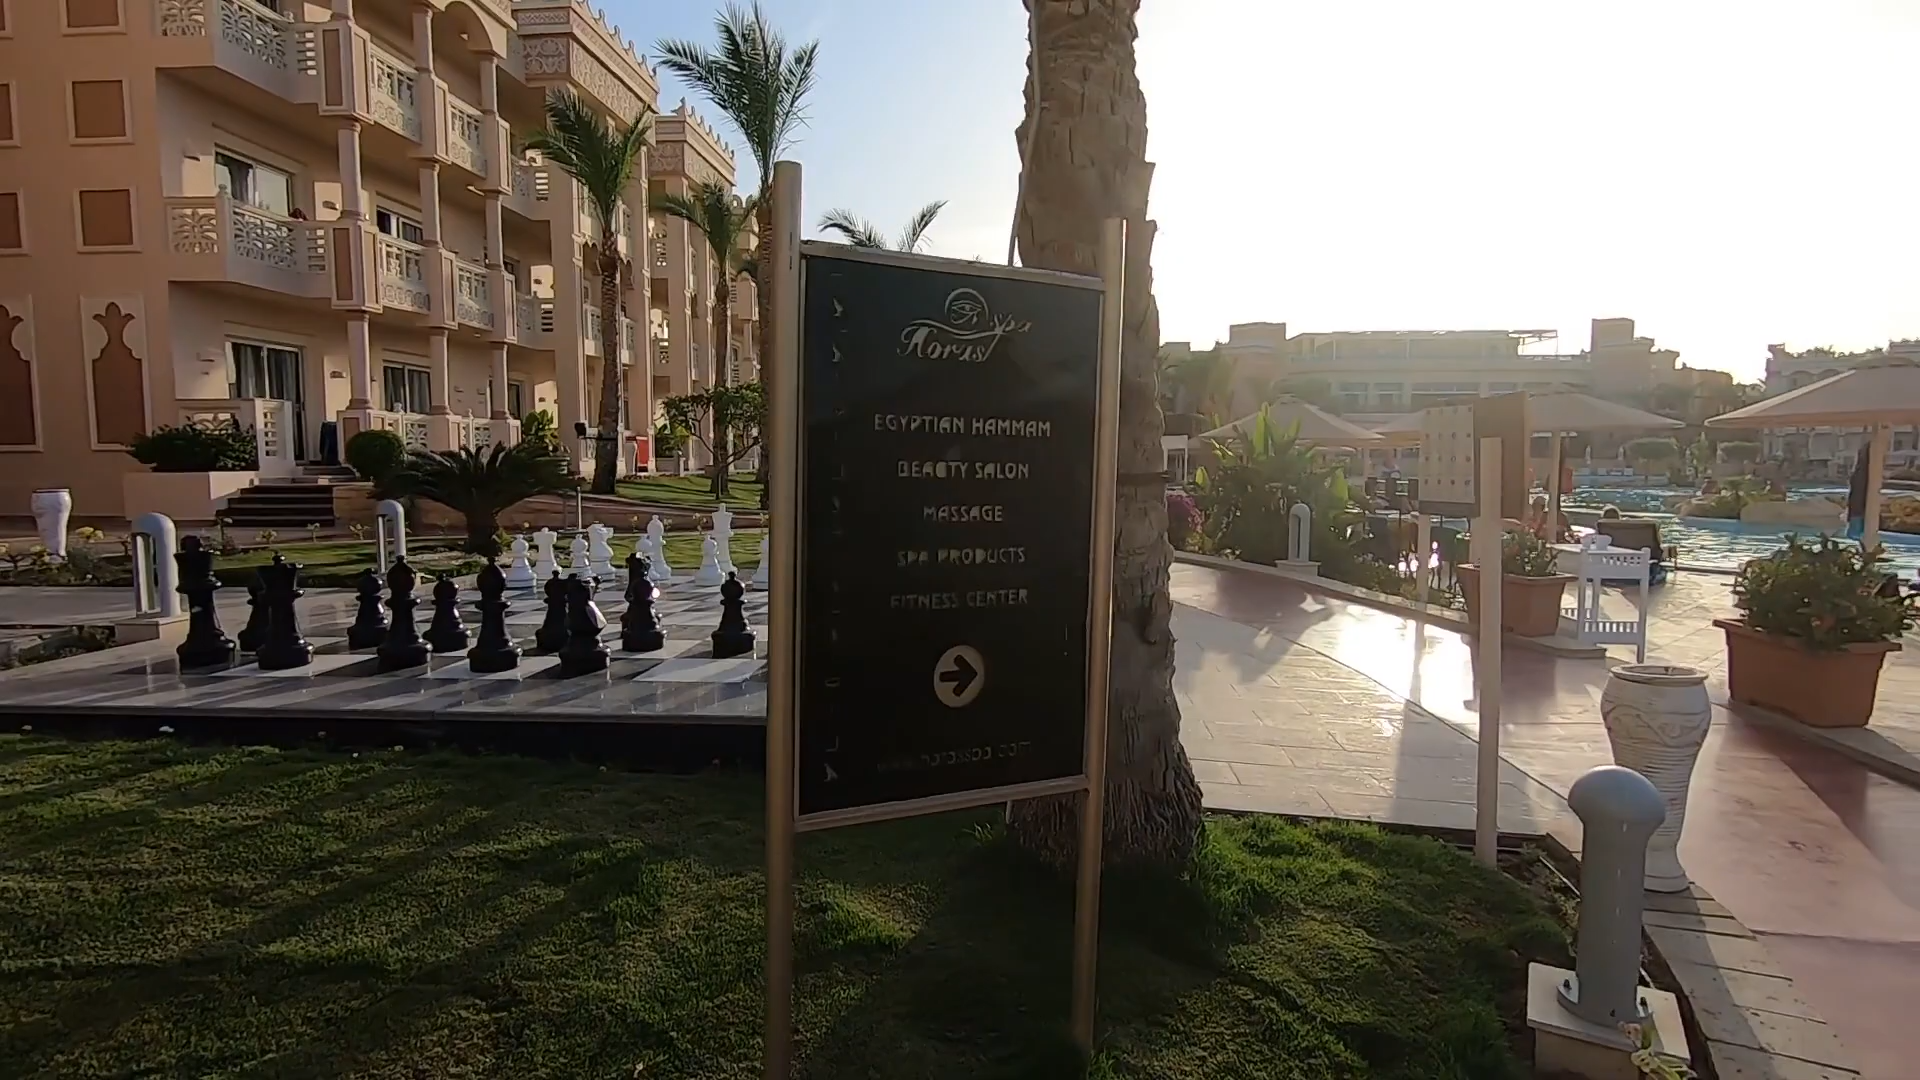 Horus spa
EGYPTIAN HAMMAM
BEAUTY SALON
MASSAGE
SPA PRODUCTS
FITNESS CENTER